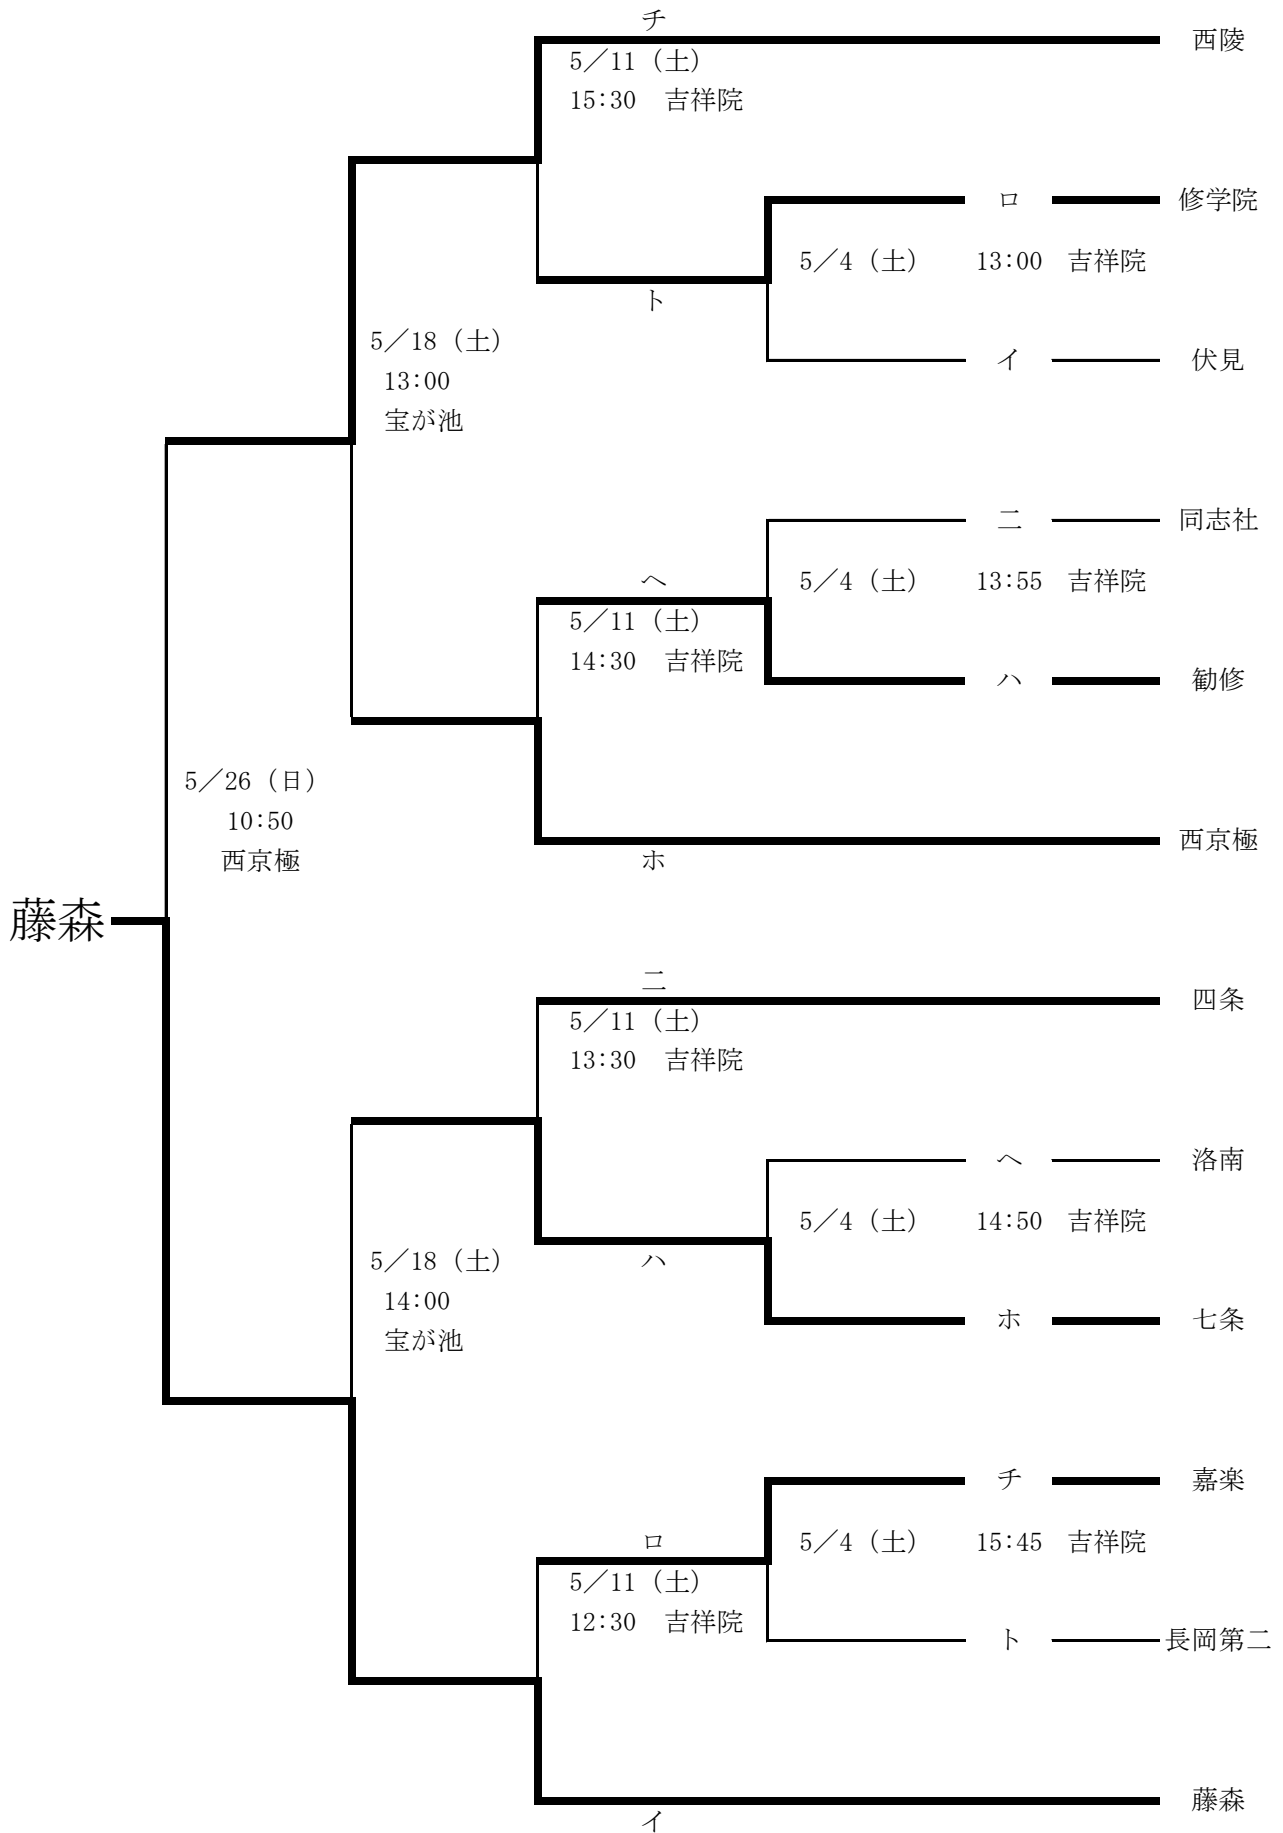 チ
西陵
5／11（土）
15:30　吉祥院
ロ
修学院
5／4（土）　13:00　吉祥院
ト
イ
伏見
5／18（土）
13:00
宝が池
ニ
同志社
5／4（土）　13:55　吉祥院
ヘ
5／11（土）
14:30　吉祥院
ハ
勧修
5／26（日）
10:50
西京極
西京極
ホ
藤森
ニ
四条
5／11（土）
13:30　吉祥院
ヘ
洛南
5／4（土）　14:50　吉祥院
ハ
5／18（土）
14:00
宝が池
ホ
七条
チ
嘉楽
5／4（土）　15:45　吉祥院
ロ
5／11（土）
12:30　吉祥院
ト
長岡第二
藤森
イ